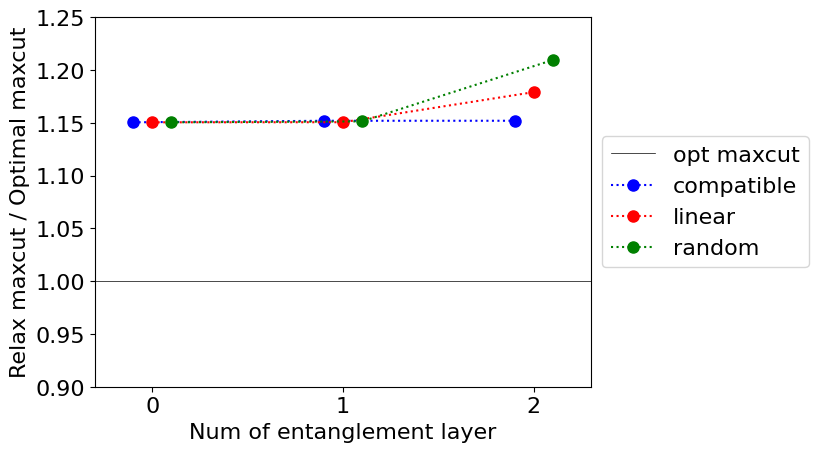 Relax maxcut / Optimal maxcut
1.25
1.20
1.15
1.10
1.05
1.00
0.95
0.90
0
1
2
Num of entanglement layer
opt maxcut
compatible
linear
random